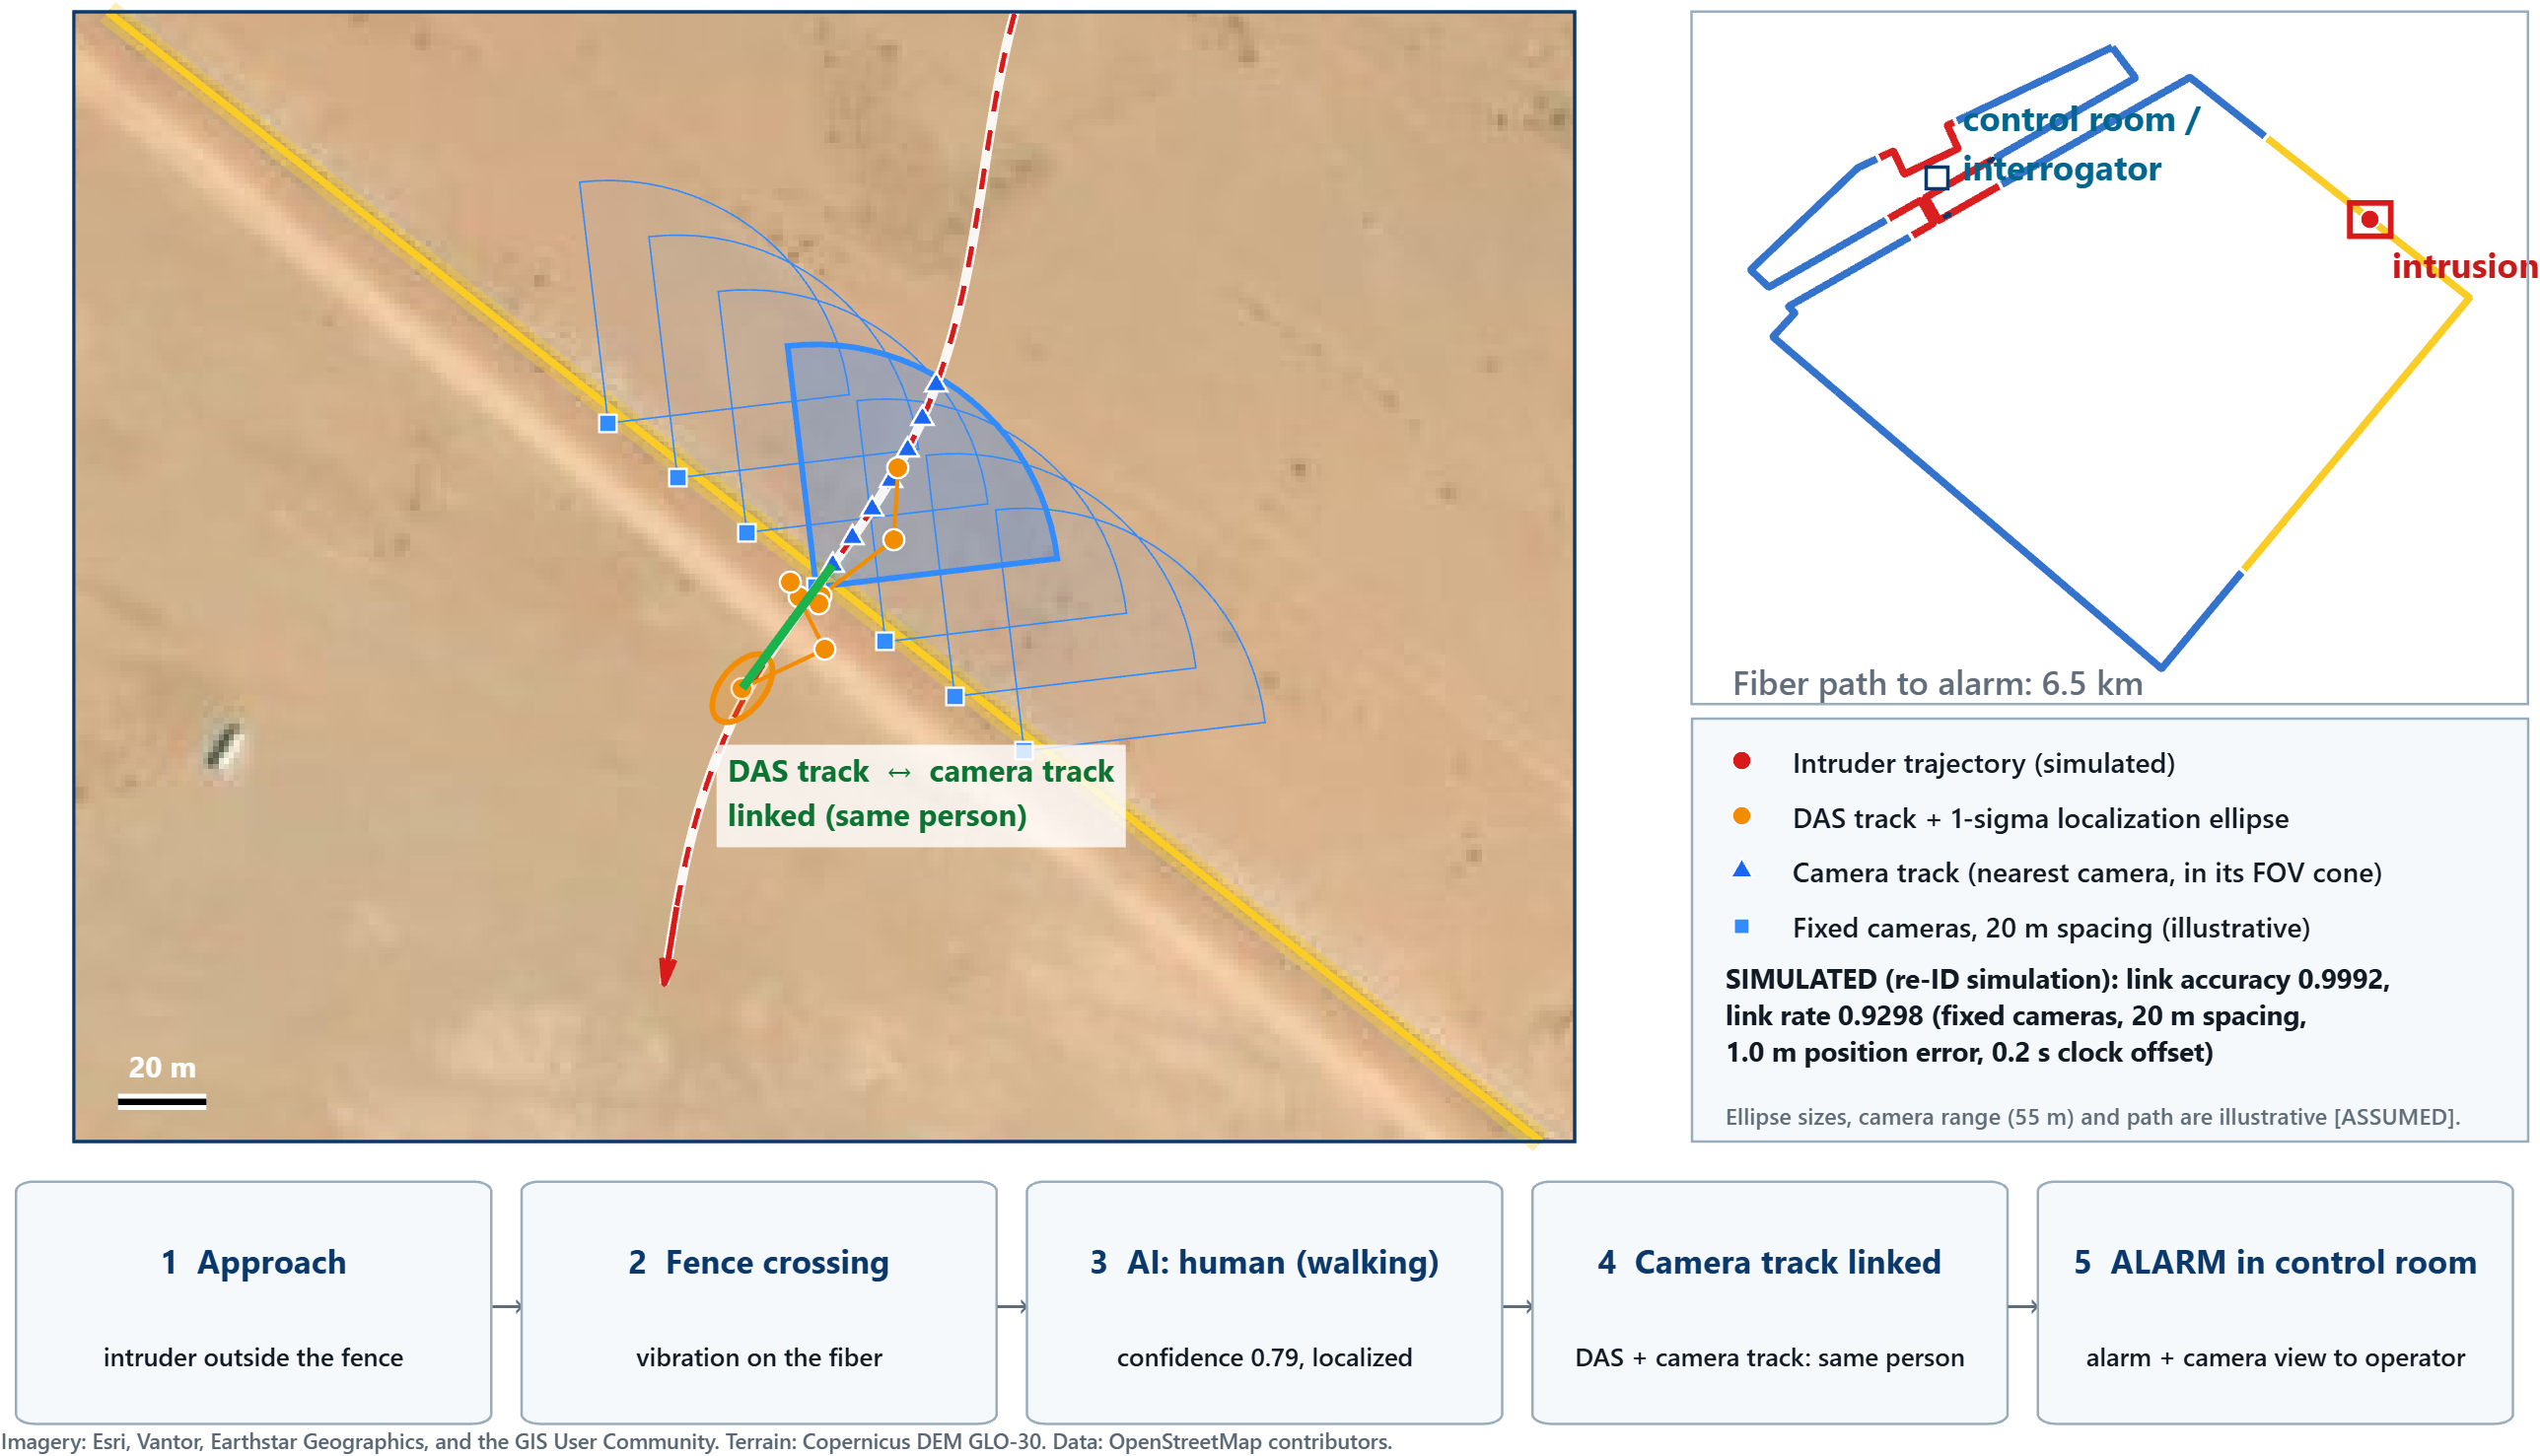 control room /
interrogator
intrusion
Fiber path to alarm: 6.5 km
DAS track ↔ camera track
linked (same person)
20 m
Intruder trajectory (simulated)
DAS track + 1-sigma localization ellipse
Camera track (nearest camera, in its FOV cone)
Fixed cameras, 20 m spacing (illustrative)
SIMULATED (re-ID simulation): link accuracy 0.9992,
link rate 0.9298 (fixed cameras, 20 m spacing,
1.0 m position error, 0.2 s clock offset)
Ellipse sizes, camera range (55 m) and path are illustrative [ASSUMED].
1 Approach
intruder outside the fence
2 Fence crossing
vibration on the fiber
3 AI: human (walking)
confidence 0.79, localized
4 Camera track linked
DAS + camera track: same person
5 ALARM in control room
alarm + camera view to operator
Imagery: Esri, Vantor, Earthstar Geographics, and the GIS User Community. Terrain: Copernicus DEM GLO-30. Data: OpenStreetMap contributors.